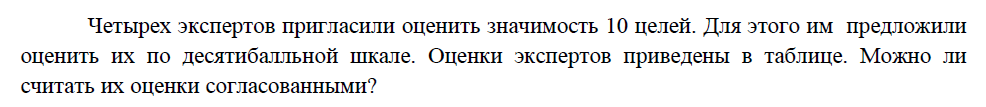 Четырех экспертов пригласили оценить значимость 10 целей. Для этого им предложили
оценить их по десятибалльной шкале. Оценки экспертов приведены в таблице. Можно ли
считать их оценки согласованными?